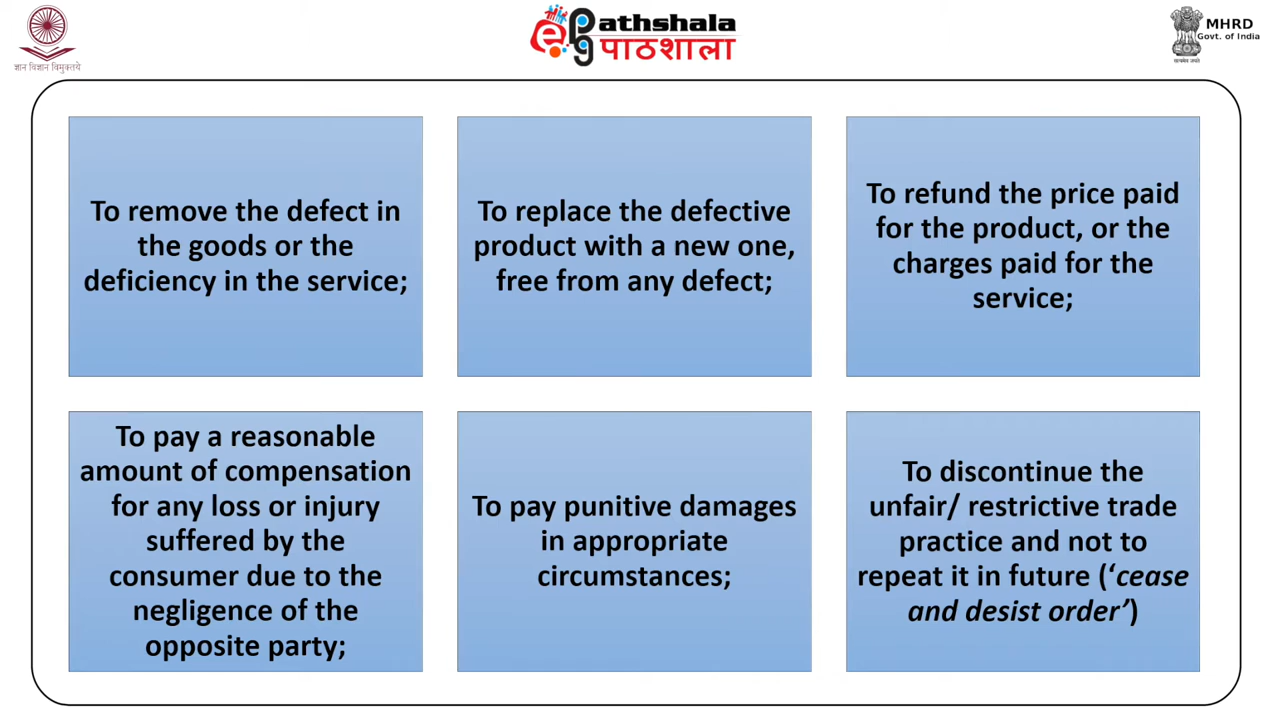 ज्ञान विज्ञान विमुक्तये
ePathshala
पाठशाला
MHRD
Govt. of India
सत्यमेव जयते
To remove the defect in
the goods or the
deficiency in the service;
To replace the defective
product with a new one,
free from any defect;
To refund the price paid
for the product, or the
charges paid for the
service;
To pay a reasonable
amount of compensation
for any loss or injury
suffered by the
consumer due to the
negligence of the
opposite party;
To pay punitive damages
in appropriate
circumstances;
To discontinue the
unfair/ restrictive trade
practice and not to
repeat it in future (‘cease
and desist order’)